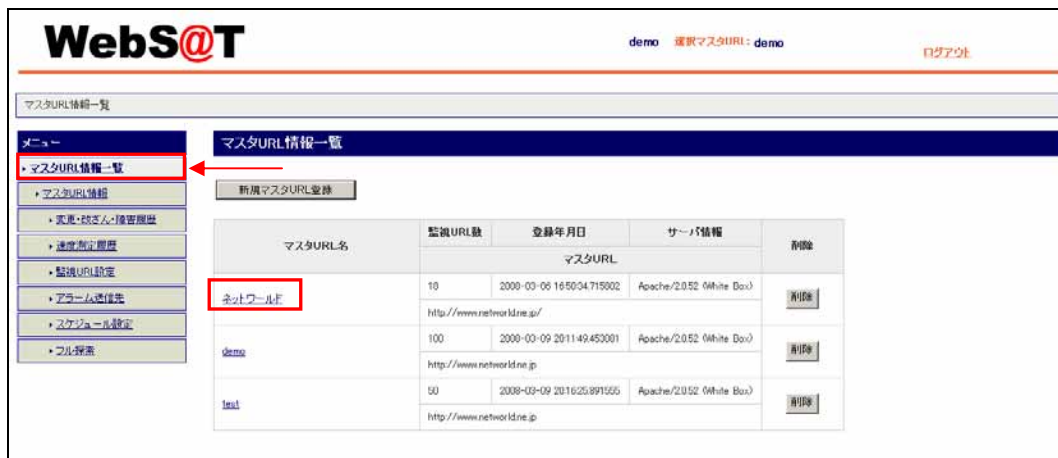 WebS@T
demo 選択マスタURL: demo
ログアウト
マスタURL情報一覧
メニュー
マスタURL情報一覧
マスタURL情報
変更・改ざん・障害履歴
速度測定履歴
監視URL設定
アラーム送信先
スケジュール設定
フル探索
マスタURL情報一覧
新規マスタURL登録
マスタURL名 監視URL数 登録年月日 サーバ情報 削除
マスタURL
ネットワールド 10 2008-03-06 16:50:34.715802 Apache/2.0.52 (White Box) 削除
http://www.networld.ne.jp/
demo 100 2008-03-09 20:11:49.453081 Apache/2.0.52 (White Box) 削除
http://www.networld.ne.jp
test 50 2008-03-09 20:16:25.891555 Apache/2.0.52 (White Box) 削除
http://www.networld.ne.jp